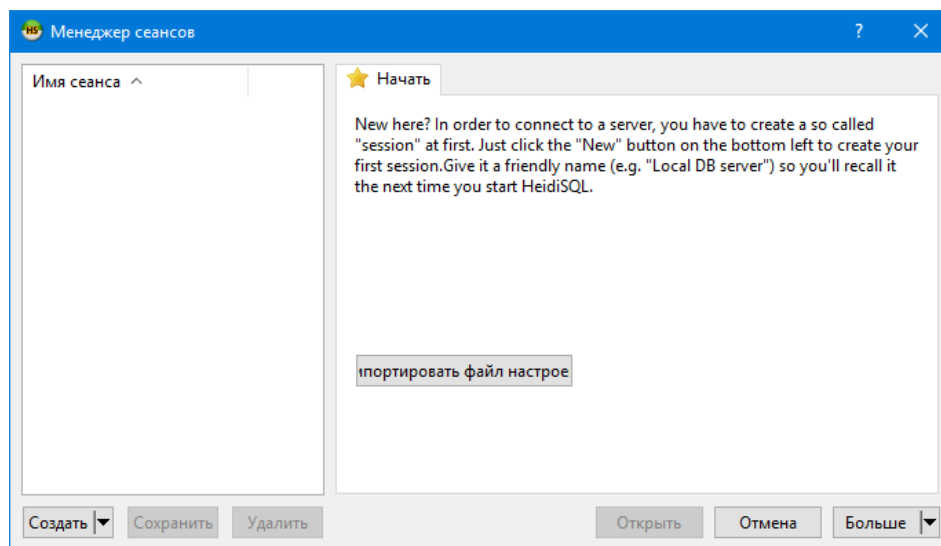 HS
Менеджер сеансов
?
Имя сеанса
Начать
New here? In order to connect to a server, you have to create a so called
"session" at first. Just click the "New" button on the bottom left to create your
first session.Give it a friendly name (e.g. "Local DB server") so you'll recall it
the next time you start HeidiSQL.
портировать файл настрое
Создать Сохранить Удалить Открыть Отмена Больше